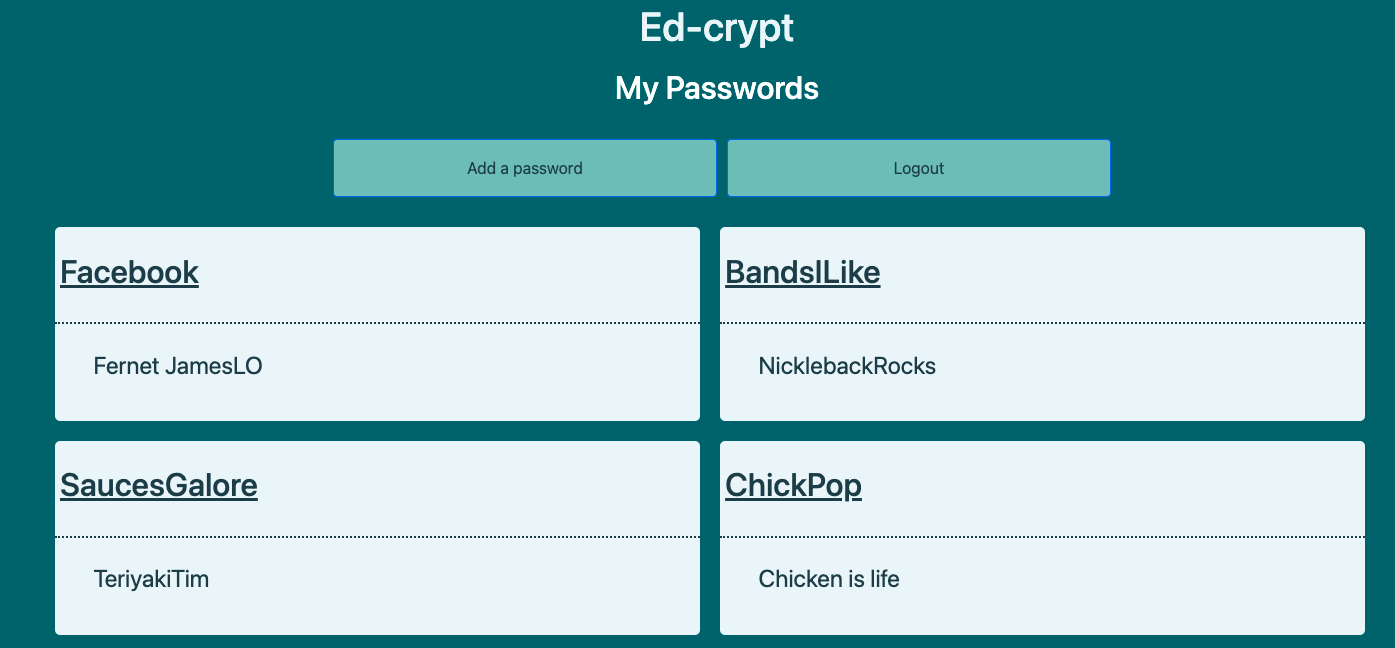 Ed-crypt
My Passwords
Add a password
Logout
Facebook
Fernet JamesLO
BandsILike
NicklebackRocks
SaucesGalore
TeriyakiTim
ChickPop
Chicken is life